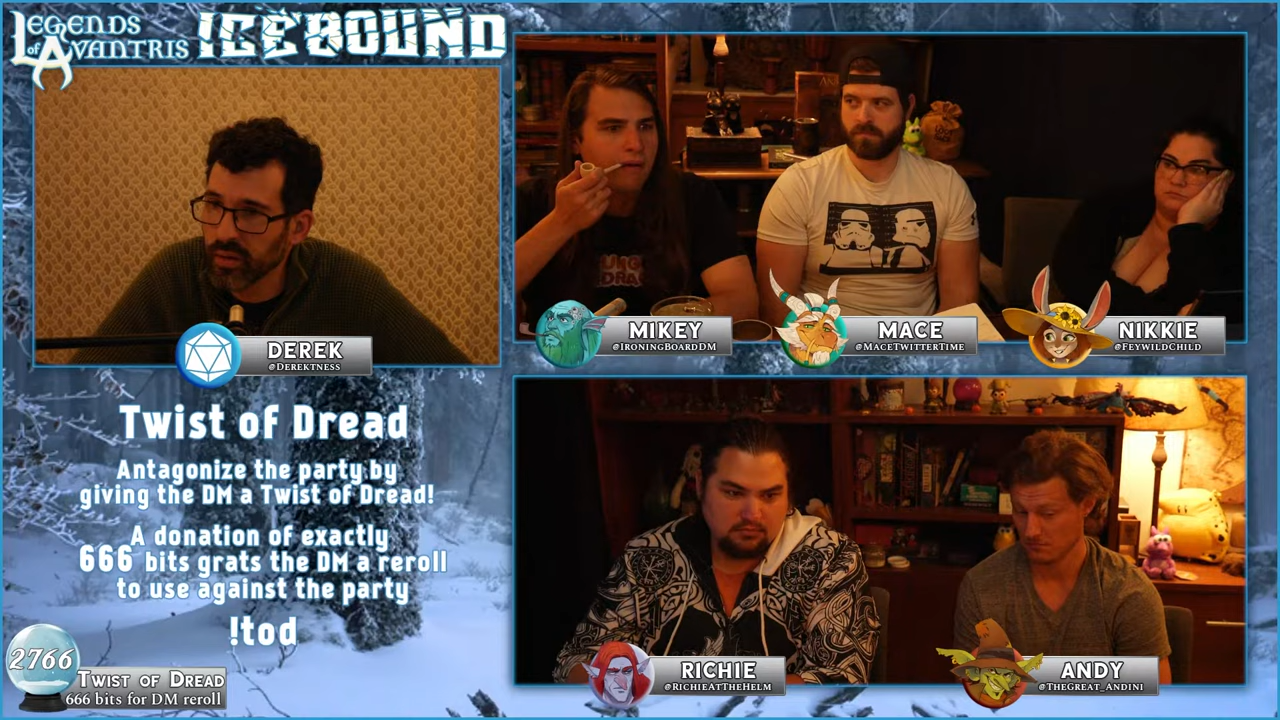 LEGENDS
of AVANTRIS
ICEBOUND
DEREK
@DEREKTNESS
MIKEY
@IRONINGBOARDDM
MACE
@MACETWITTERTIME
NIKKIE
@FEYWILDCHILD
Twist of Dread
Antagonize the party by
giving the DM a Twist of Dread!
A donation of exactly
666 bits grats the DM a reroll
to use against the party
!tod
2766
TWIST OF DREAD
666 bits for DM reroll
RICHIE
@RICHIEATTHEHELM
ANDY
@THEGREAT_ANDINI